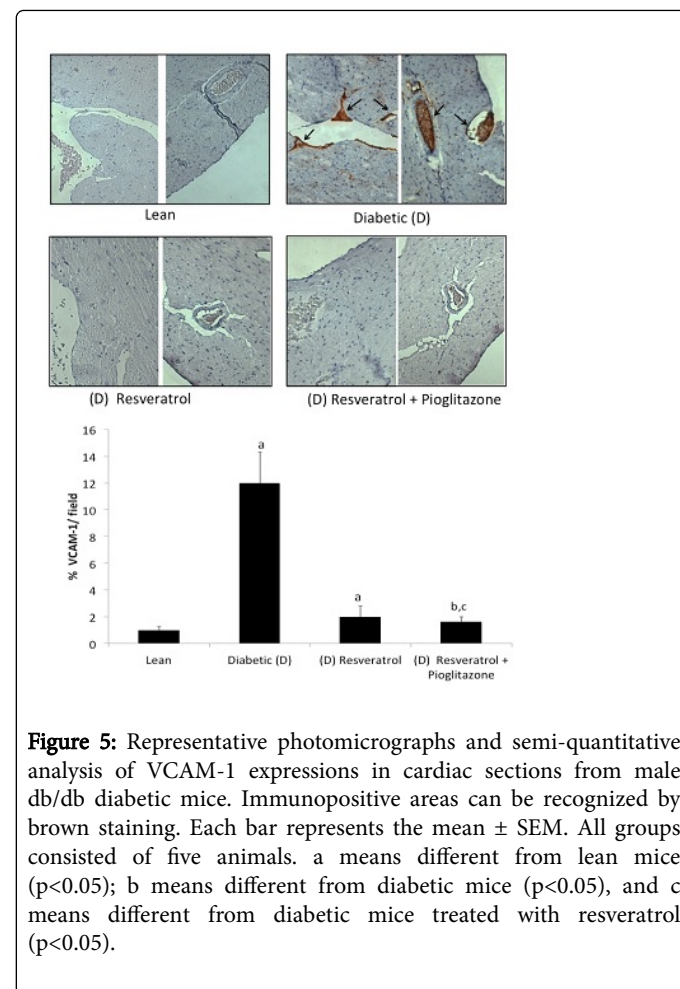 Lean
Diabetic (D)
(D) Resveratrol
(D) Resveratrol + Pioglitazone
16
14
12
10
8
6
4
2
0
% VCAM-1/ field
a
a
b,c
Lean
Diabetic (D)
(D) Resveratrol
(D) Resveratrol +
Pioglitazone
Figure 5: Representative photomicrographs and semi-quantitative
analysis of VCAM-1 expressions in cardiac sections from male
db/db diabetic mice. Immunopositive areas can be recognized by
brown staining. Each bar represents the mean ± SEM. All groups
consisted of five animals. a means different from lean mice
(p<0.05); b means different from diabetic mice (p<0.05), and c
means different from diabetic mice treated with resveratrol
(p<0.05).